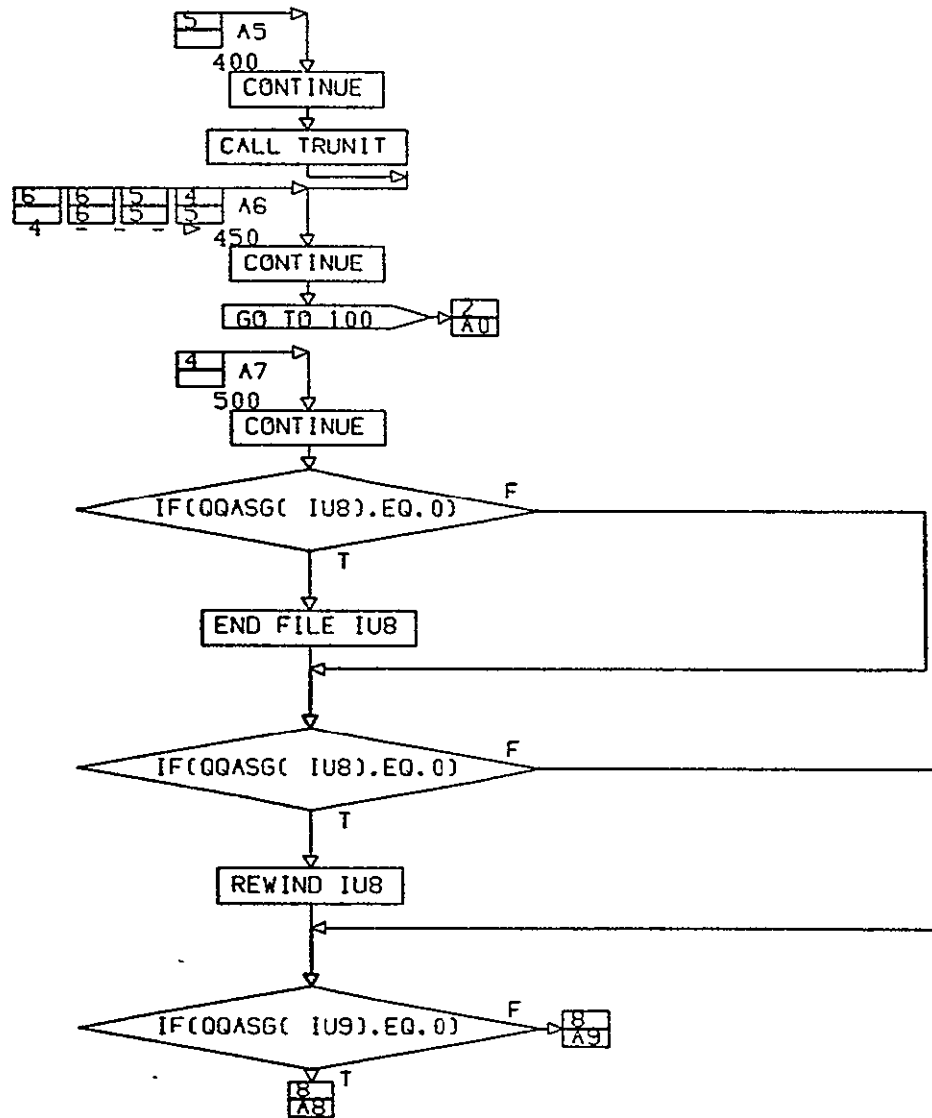 5
A5
400
CONTINUE
CALL TRUNIT
6 6 5 4
6 5 5
A6
4 - - -
450
CONTINUE
GO TO 100
2
A0
4
A7
500
CONTINUE
IF(QQASG( IU8).EQ.0)
F
T
END FILE IU8
IF(QQASG( IU8).EQ.0)
F
T
REWIND IU8
IF(QQASG( IU9).EQ.0)
F
8
A9
T
8
A8